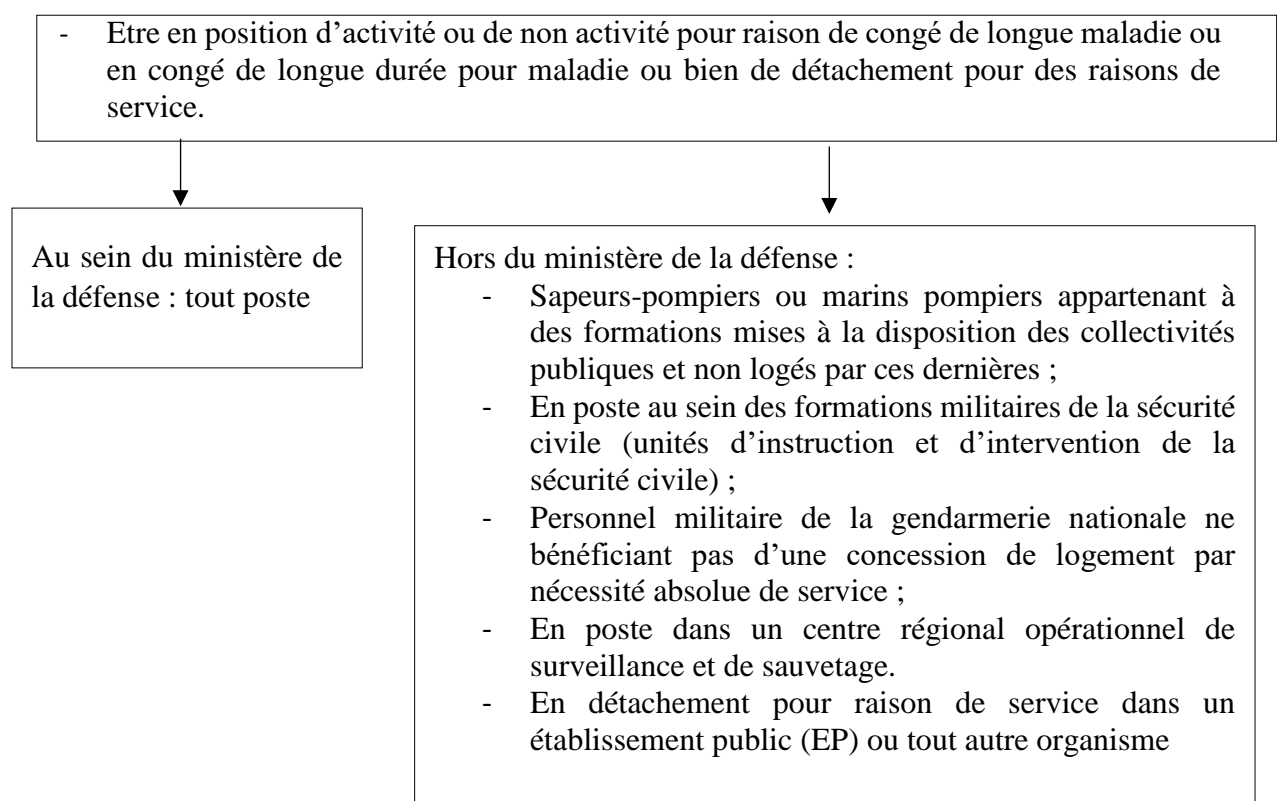 - Etre en position d’activité ou de non activité pour raison de congé de longue maladie ou
en congé de longue durée pour maladie ou bien de détachement pour des raisons de
service.
Au sein du ministère de
la défense : tout poste
Hors du ministère de la défense :
- Sapeurs-pompiers ou marins pompiers appartenant à
des formations mises à la disposition des collectivités
publiques et non logés par ces dernières ;
- En poste au sein des formations militaires de la sécurité
civile (unités d’instruction et d’intervention de la
sécurité civile) ;
- Personnel militaire de la gendarmerie nationale ne
bénéficiant pas d’une concession de logement par
nécessité absolue de service ;
- En poste dans un centre régional opérationnel de
surveillance et de sauvetage.
- En détachement pour raison de service dans un
établissement public (EP) ou tout autre organisme